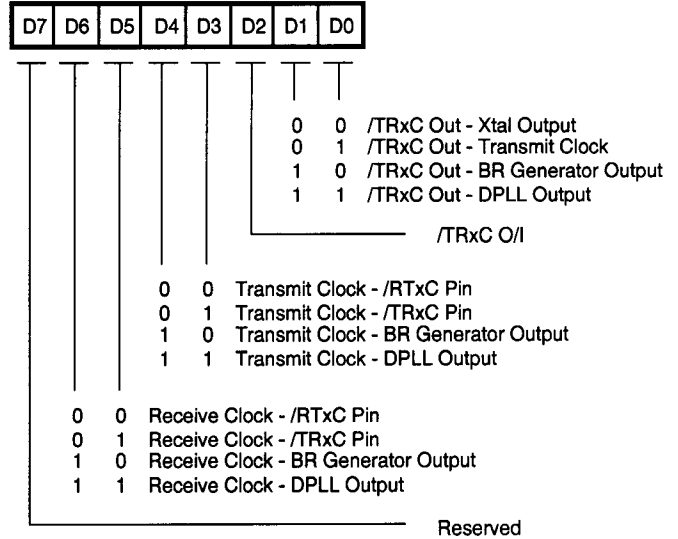 D7 D6 D5 D4 D3 D2 D1 D0
0 0 /TRxC Out - Xtal Output
0 1 /TRxC Out - Transmit Clock
1 0 /TRxC Out - BR Generator Output
1 1 /TRxC Out - DPLL Output
/TRxC O/I
0 0 Transmit Clock - /RTxC Pin
0 1 Transmit Clock - /TRxC Pin
1 0 Transmit Clock - BR Generator Output
1 1 Transmit Clock - DPLL Output
0 0 Receive Clock - /RTxC Pin
0 1 Receive Clock - /TRxC Pin
1 0 Receive Clock - BR Generator Output
1 1 Receive Clock - DPLL Output
Reserved